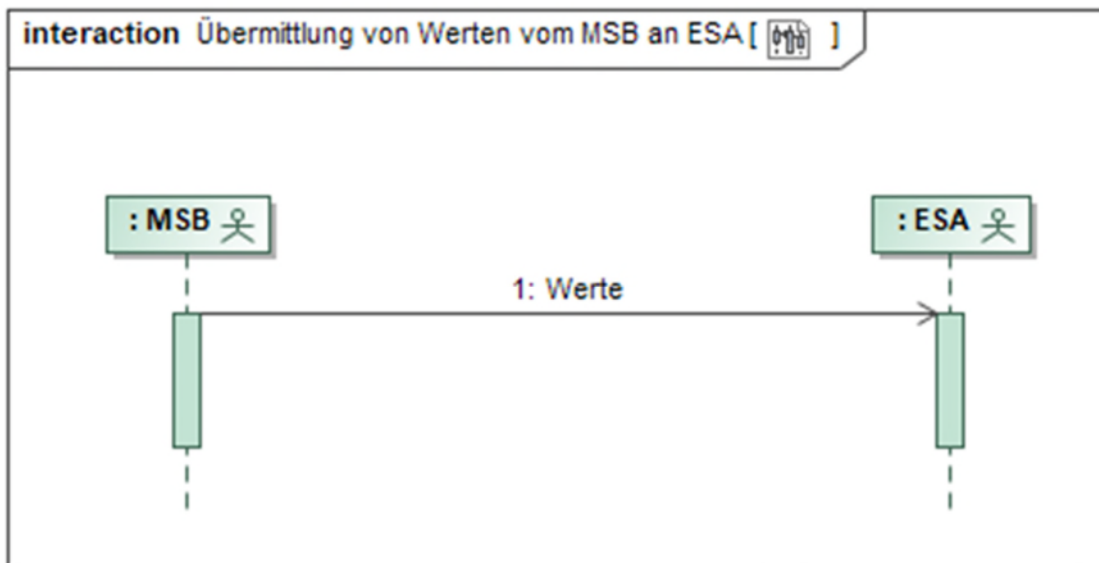 interaction Übermittlung von Werten vom MSB an ESA [ ]
: MSB
: ESA
1: Werte